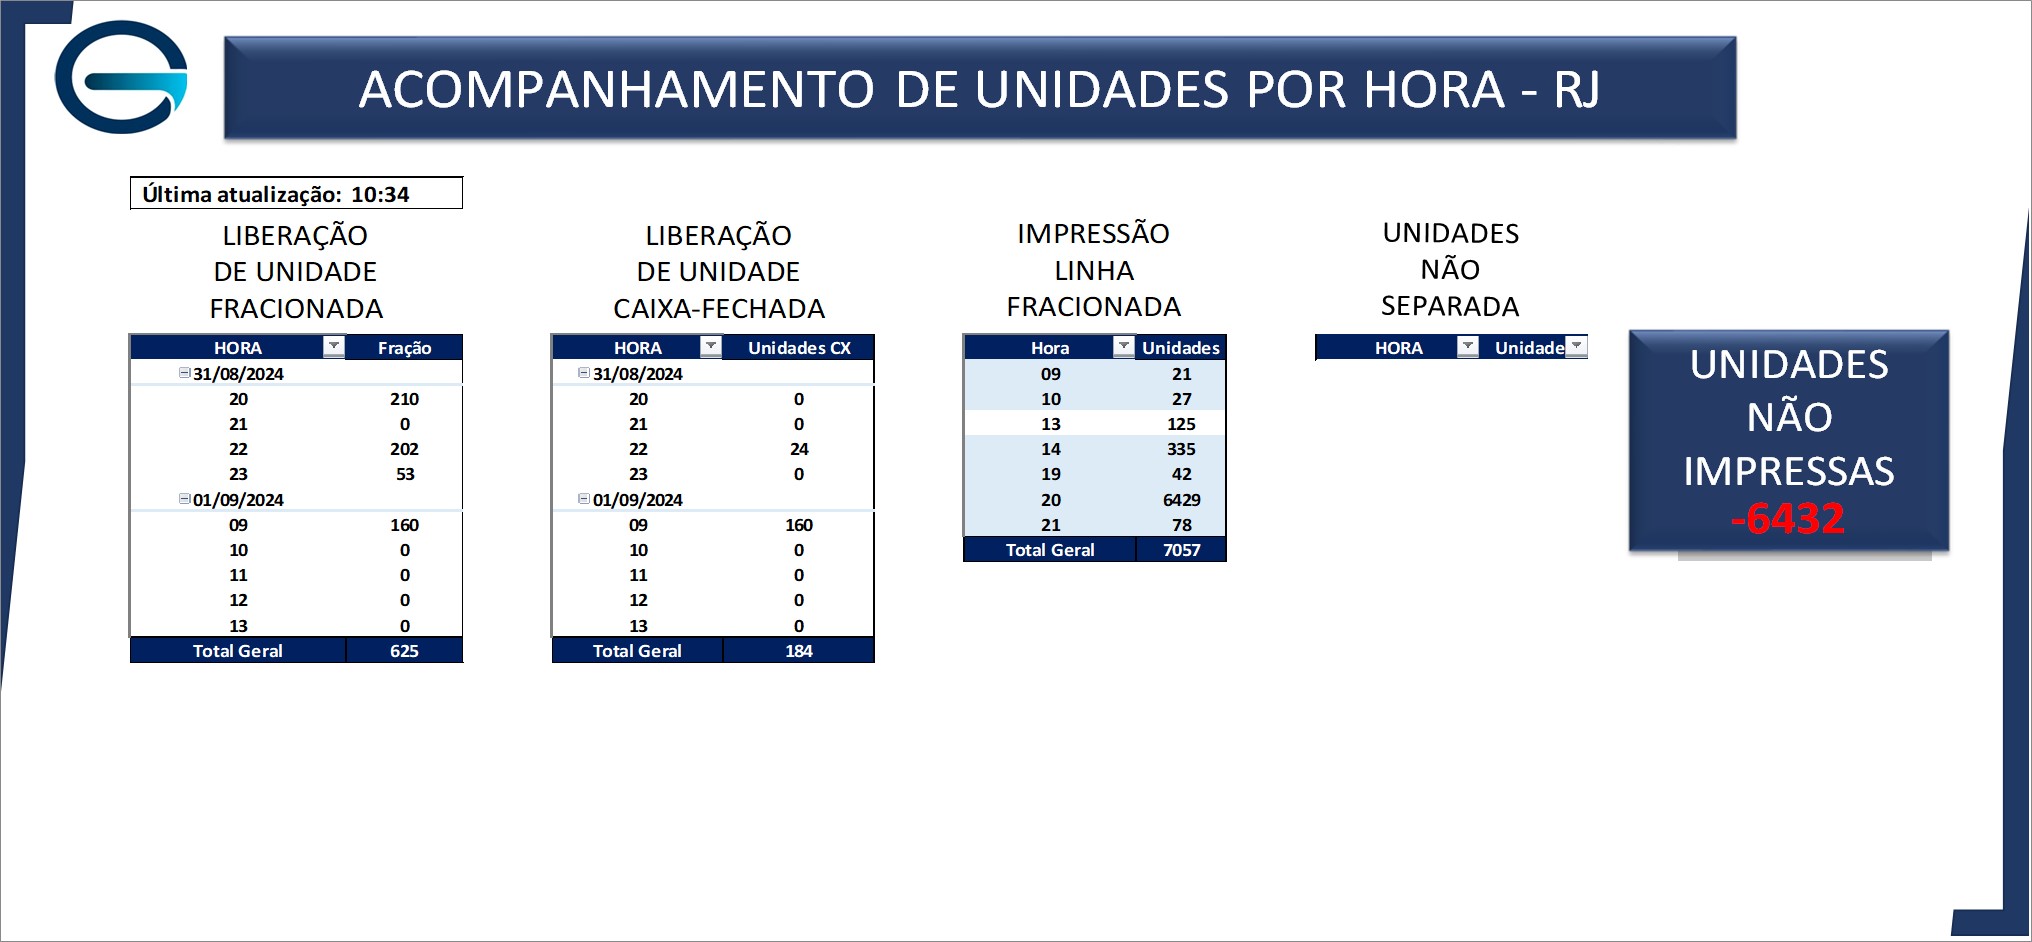 ACOMPANHAMENTO DE UNIDADES POR HORA - RJ
Última atualização: 10:34
LIBERAÇÃO
DE UNIDADE
FRACIONADA
HORA Fração
31/08/2024
20 210
21 0
22 202
23 53
01/09/2024
09 160
10 0
11 0
12 0
13 0
Total Geral 625
LIBERAÇÃO
DE UNIDADE
CAIXA-FECHADA
HORA Unidades CX
31/08/2024
20 0
21 0
22 24
23 0
01/09/2024
09 160
10 0
11 0
12 0
13 0
Total Geral 184
IMPRESSÃO
LINHA
FRACIONADA
Hora Unidades
09 21
10 27
13 125
14 335
19 42
20 6429
21 78
Total Geral 7057
UNIDADES
NÃO
SEPARADA
HORA Unidade
UNIDADES
NÃO
IMPRESSAS
-6432